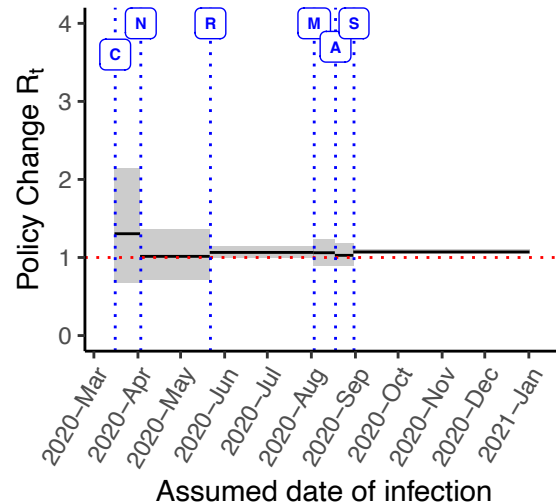 Policy Change Rt
4
3
2
1
0
C
N
R
M
A
S
2020−Mar
2020−Apr
2020−May
2020−Jun
2020−Jul
2020−Aug
2020−Sep
2020−Oct
2020−Nov
2020−Dec
2021−Jan
Assumed date of infection